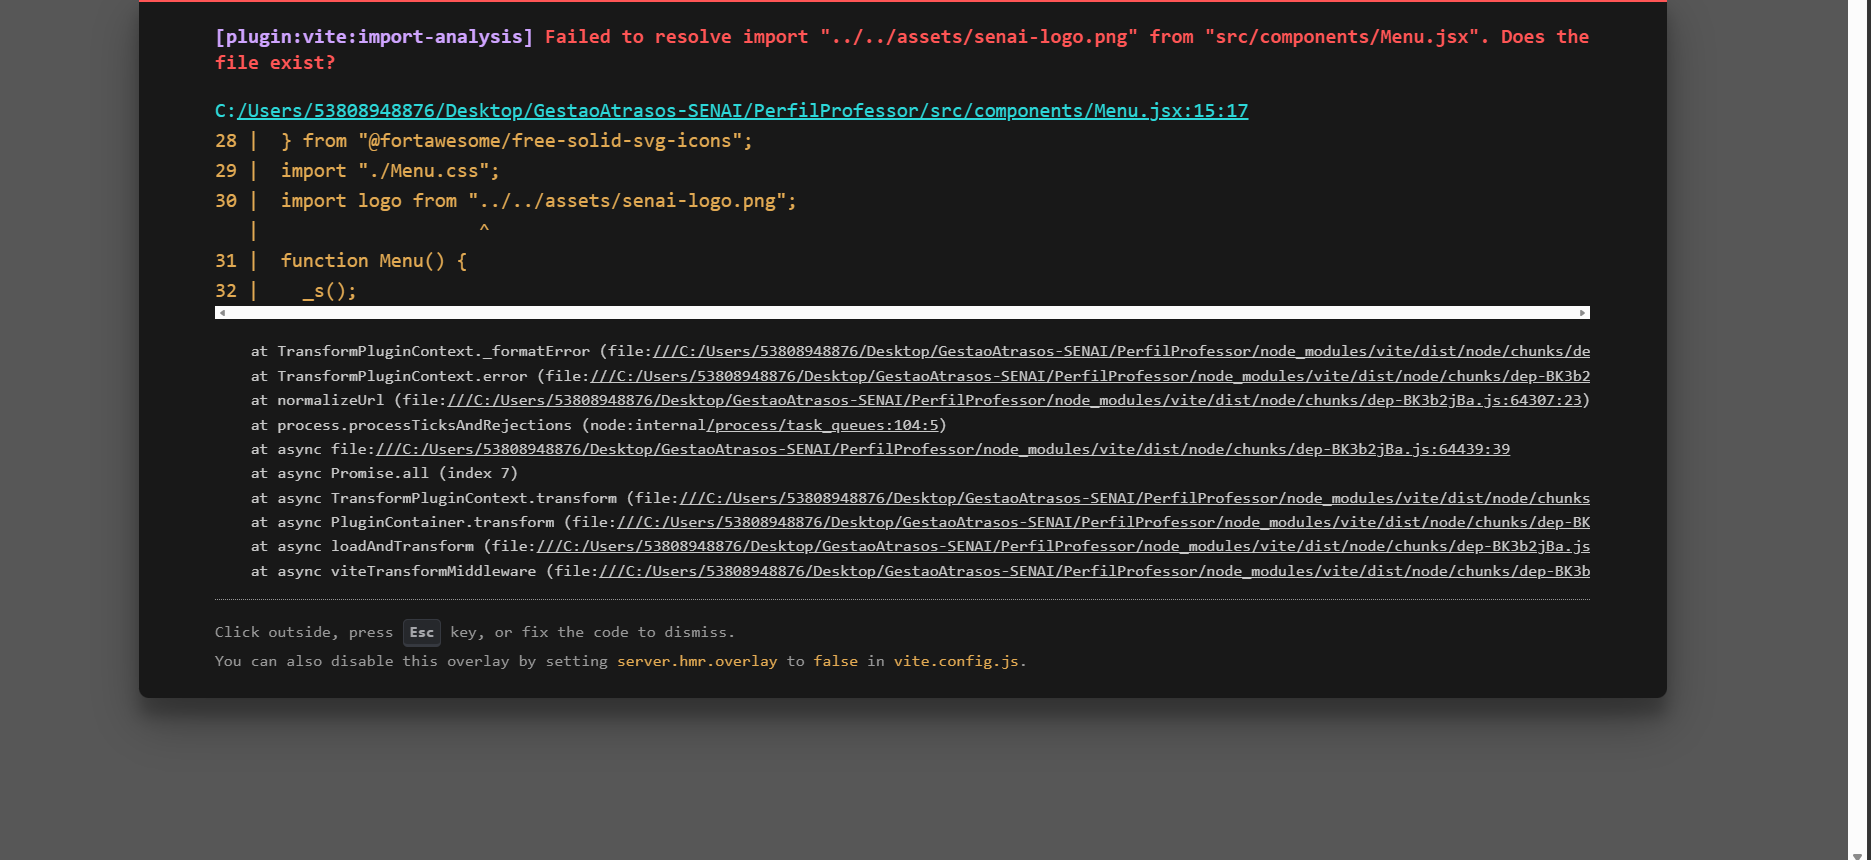 [plugin:vite:import-analysis] Failed to resolve import "../../assets/senai-logo.png" from "src/components/Menu.jsx". Does the
file exist?
C:/Users/53808948876/Desktop/GestaoAtrasos-SENAI/PerfilProfessor/src/components/Menu.jsx:15:17
28 |  } from "@fortawesome/free-solid-svg-icons";
29 |  import "./Menu.css";
30 |  import logo from "../../assets/senai-logo.png";
   |                    ^
31 |  function Menu() {
32 |    _s();
at TransformPluginContext._formatError (file:///C:/Users/53808948876/Desktop/GestaoAtrasos-SENAI/PerfilProfessor/node_modules/vite/dist/node/chunks/de
at TransformPluginContext.error (file:///C:/Users/53808948876/Desktop/GestaoAtrasos-SENAI/PerfilProfessor/node_modules/vite/dist/node/chunks/dep-BK3b2
at normalizeUrl (file:///C:/Users/53808948876/Desktop/GestaoAtrasos-SENAI/PerfilProfessor/node_modules/vite/dist/node/chunks/dep-BK3b2jBa.js:64307:23)
at process.processTicksAndRejections (node:internal/process/task_queues:104:5)
at async file:///C:/Users/53808948876/Desktop/GestaoAtrasos-SENAI/PerfilProfessor/node_modules/vite/dist/node/chunks/dep-BK3b2jBa.js:64439:39
at async Promise.all (index 7)
at async TransformPluginContext.transform (file:///C:/Users/53808948876/Desktop/GestaoAtrasos-SENAI/PerfilProfessor/node_modules/vite/dist/node/chunks
at async PluginContainer.transform (file:///C:/Users/53808948876/Desktop/GestaoAtrasos-SENAI/PerfilProfessor/node_modules/vite/dist/node/chunks/dep-BK
at async loadAndTransform (file:///C:/Users/53808948876/Desktop/GestaoAtrasos-SENAI/PerfilProfessor/node_modules/vite/dist/node/chunks/dep-BK3b2jBa.js
at async viteTransformMiddleware (file:///C:/Users/53808948876/Desktop/GestaoAtrasos-SENAI/PerfilProfessor/node_modules/vite/dist/node/chunks/dep-BK3b
Click outside, press Esc key, or fix the code to dismiss.
You can also disable this overlay by setting server.hmr.overlay to false in vite.config.js.